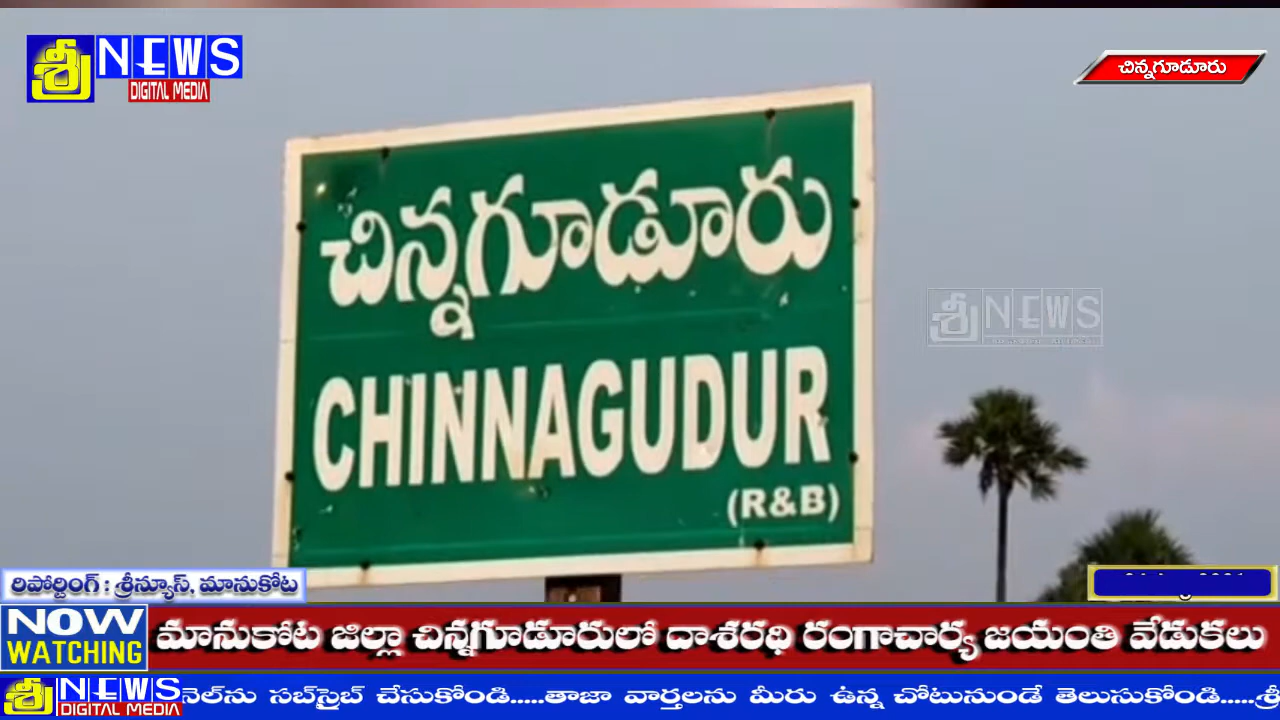 శ్రీ NEWS
DIGITAL MEDIA
చిన్నగూడూరు
చిన్నగూడూరు
CHINNAGUDUR
(R&B)
శ్రీ NEWS
రిపోర్టింగ్ : శ్రీన్యూస్, మానుకోట
NOW
WATCHING
మానుకోట జిల్లా చిన్నగూడూరులో దాశరథి రంగాచార్య జయంతి వేడుకలు
శ్రీ NEWS
DIGITAL MEDIA
నెల్‌ను సబ్‌స్రైబ్ చేసుకోండి.....తాజా వార్తలను మీరు ఉన్న చోటునుండే తెలుసుకోండి.....శ్రీ